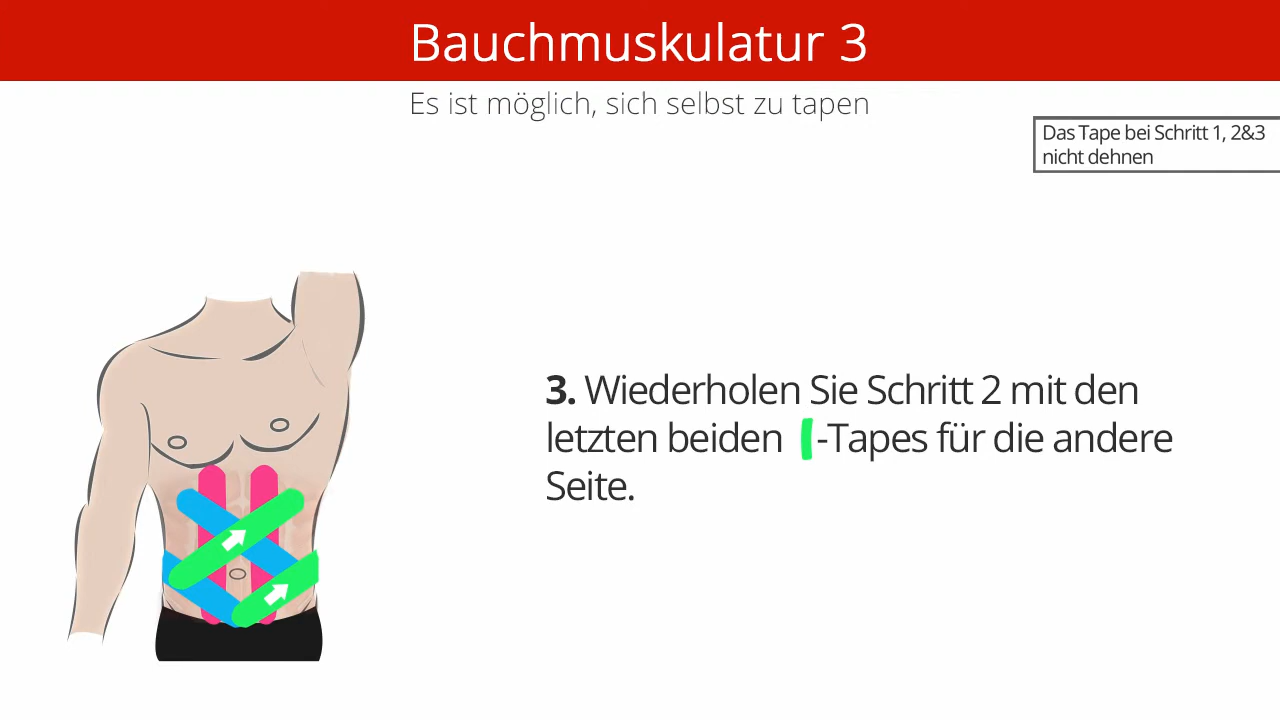 Bauchmuskulatur 3
Es ist möglich, sich selbst zu tapen
Das Tape bei Schritt 1, 2&3
nicht dehnen
3. Wiederholen Sie Schritt 2 mit den
letzten beiden -Tapes für die andere
Seite.